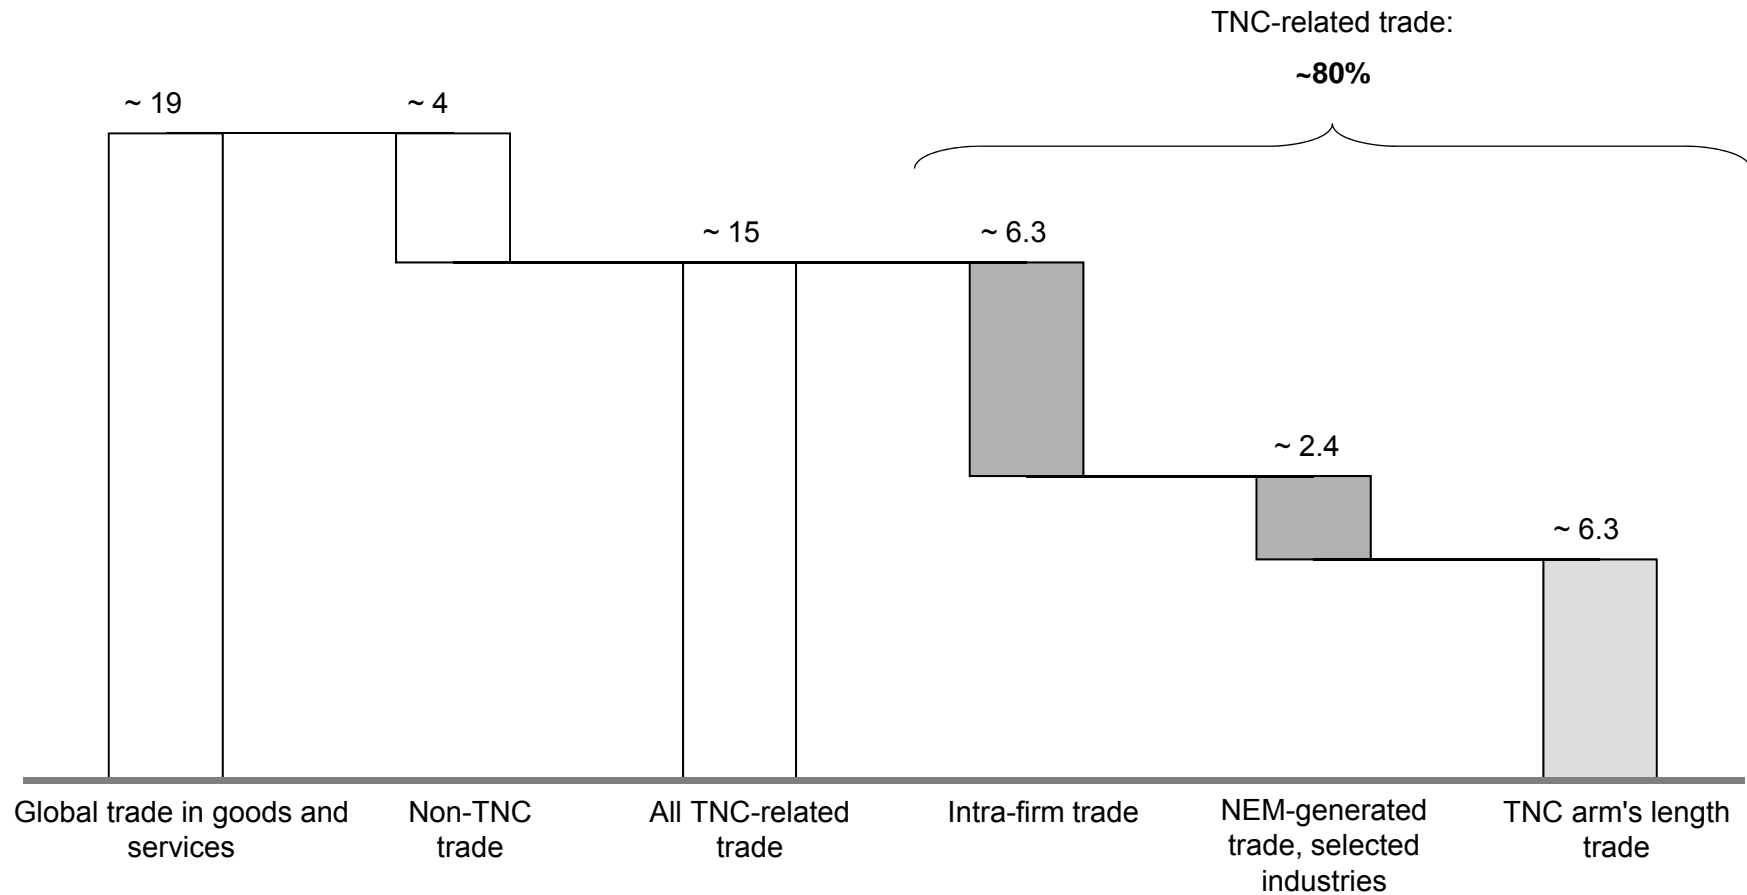 TNC-related trade:
~80%
~ 19
~ 4
~ 15
~ 6.3
~ 2.4
~ 6.3
Global trade in goods and
services
Non-TNC
trade
All TNC-related
trade
Intra-firm trade
NEM-generated
trade, selected
industries
TNC arm's length
trade